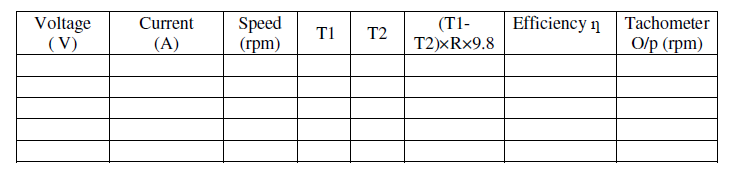 Voltage
( V)
Current
(A)
Speed
(rpm)
T1
T2
(T1-
T2)×R×9.8
Efficiency η
Tachometer
O/p (rpm)